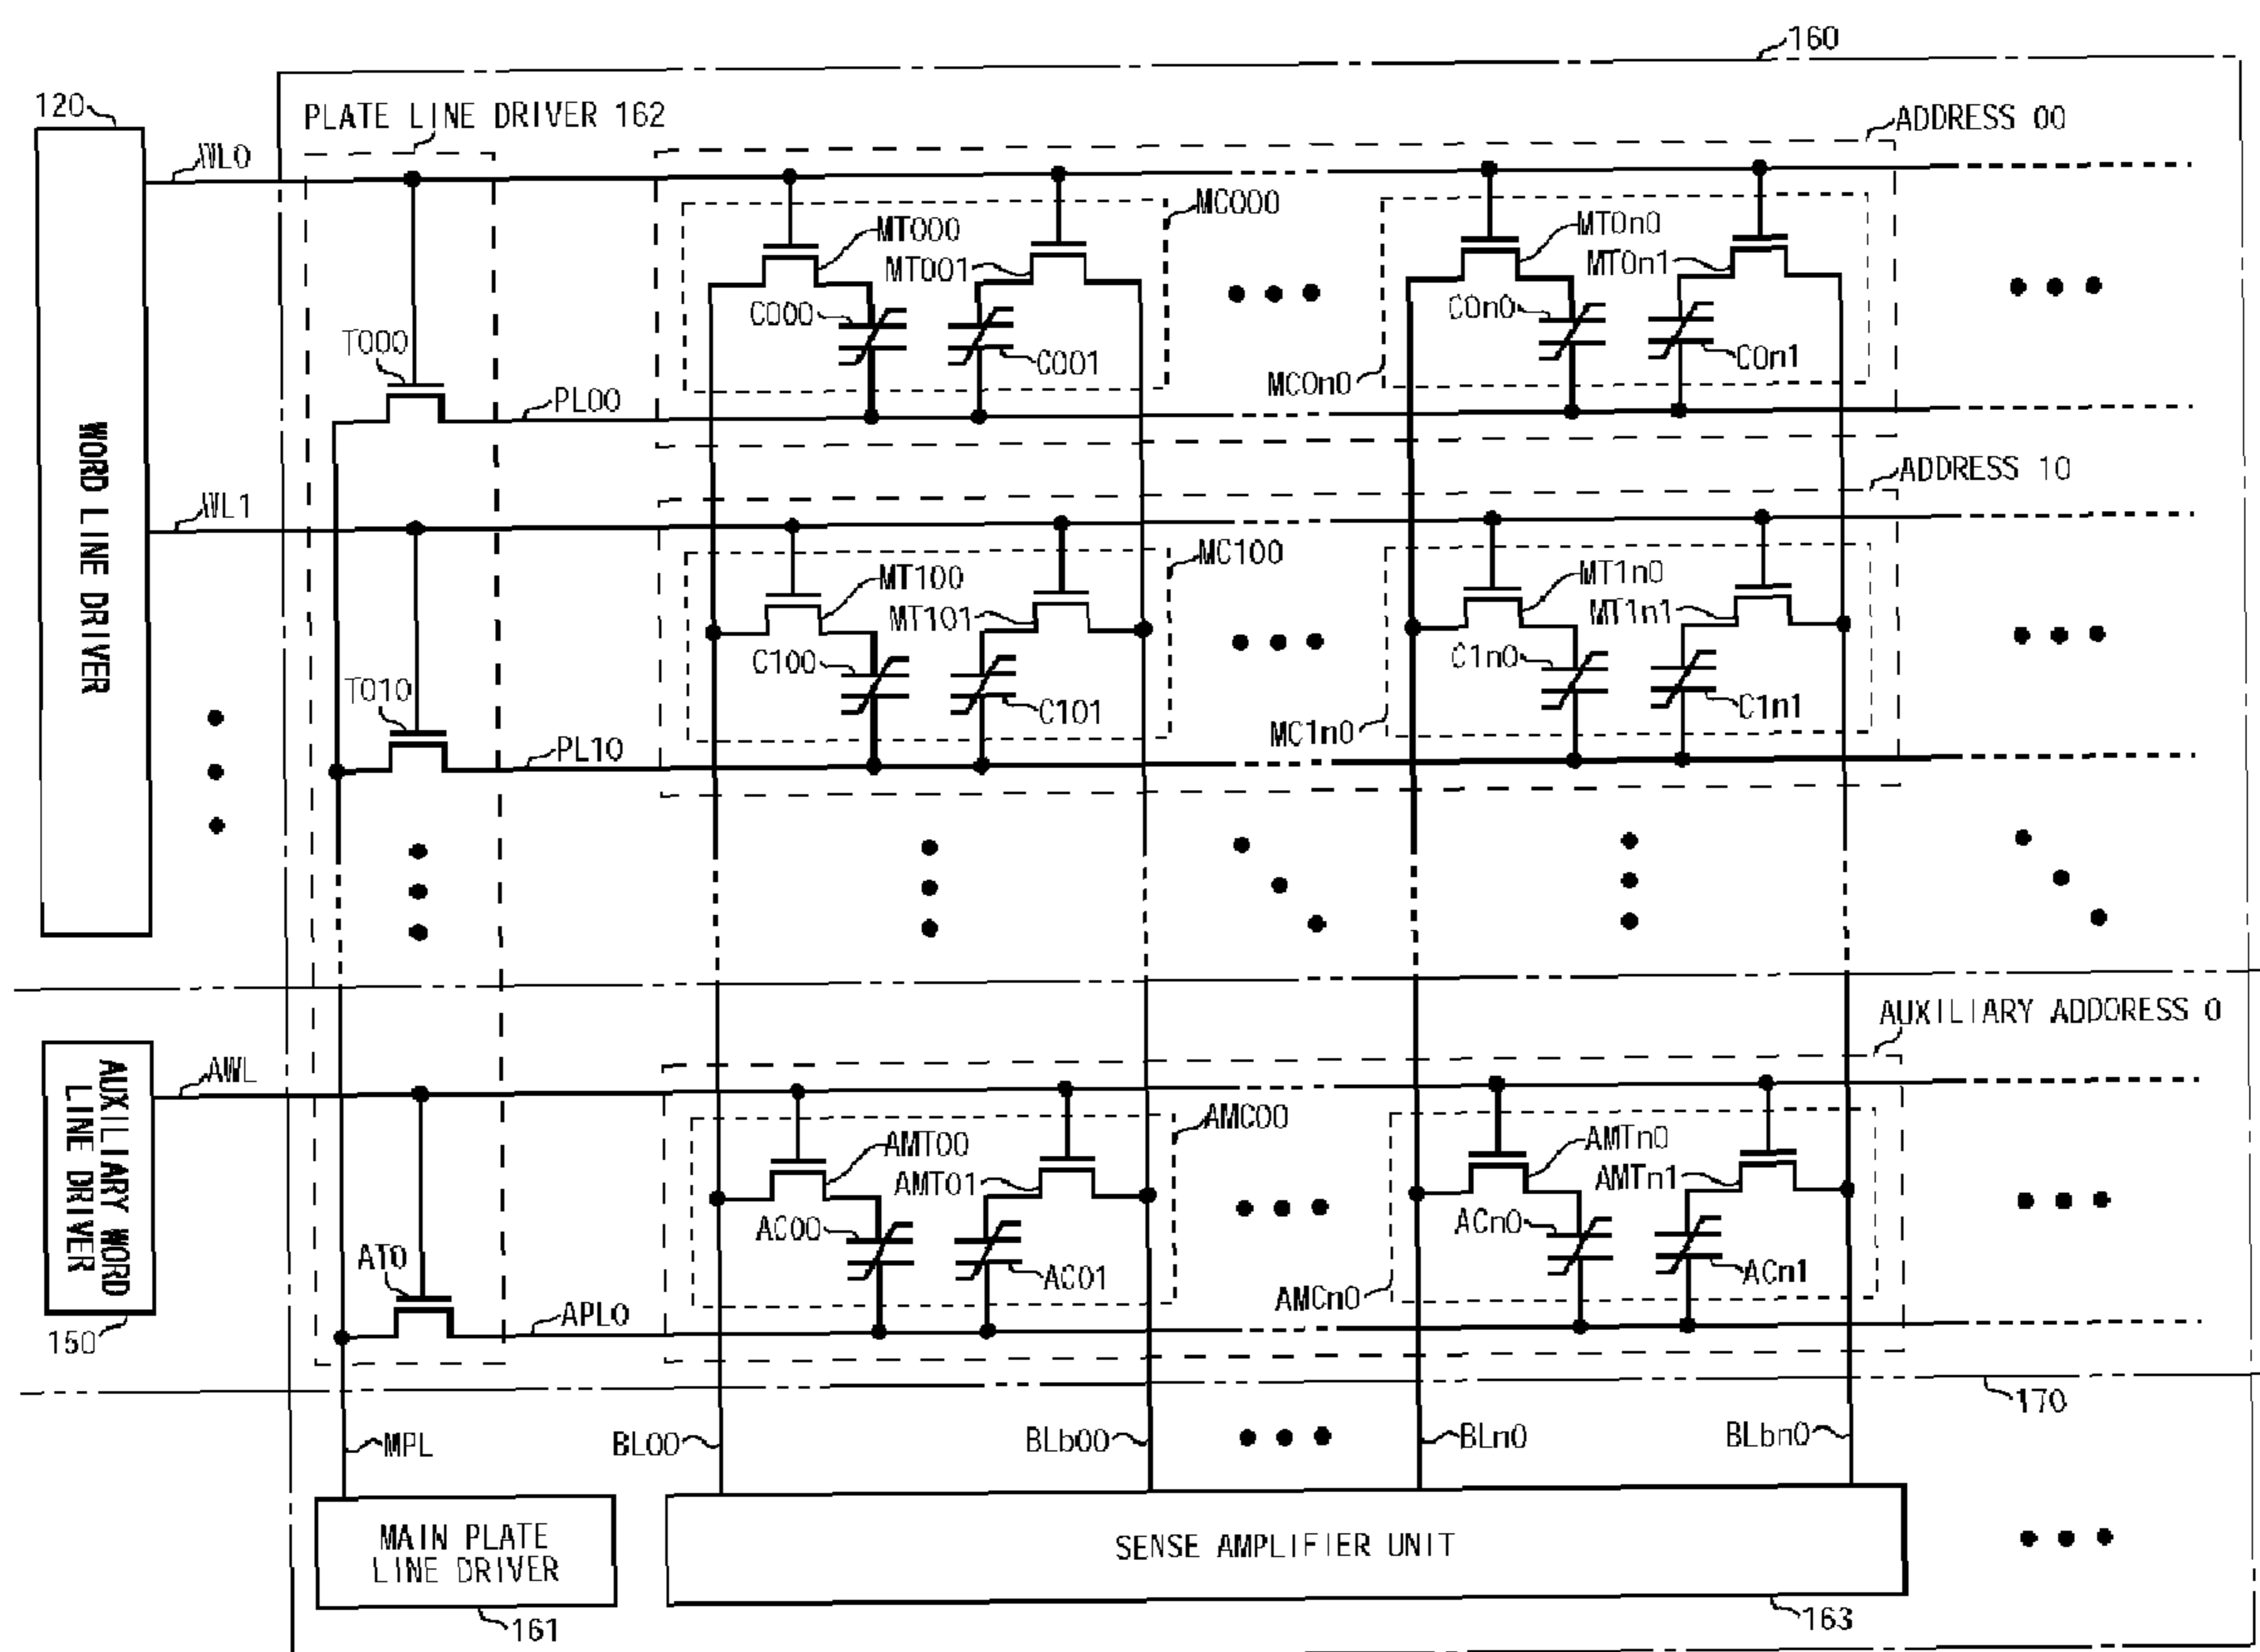 160
120
PLATE LINE DRIVER 162
ADDRESS 00
WL0
MC000
MT000
MT001
MT0n0
MT0n1
C000
C001
C0n0
C0n1
T000
PL00
MC0n0
WORD LINE DRIVER
ADDRESS 10
WL1
MC100
MT100
MT101
MT1n0
MT1n1
C100
C101
C1n0
C1n1
T010
PL10
MC1n0
AUXILIARY ADDORESS 0
AUXILIARY WORD
LINE DRIVER
AWL
AMC00
AMT00
AMT01
AMTn0
AMTn1
AC00
AC01
ACn0
ACn1
AT0
APL0
AMCn0
150
170
MPL
BL00
BLb00
BLn0
BLbn0
MAIN PLATE
LINE DRIVER
SENSE AMPLIFIER UNIT
161
163